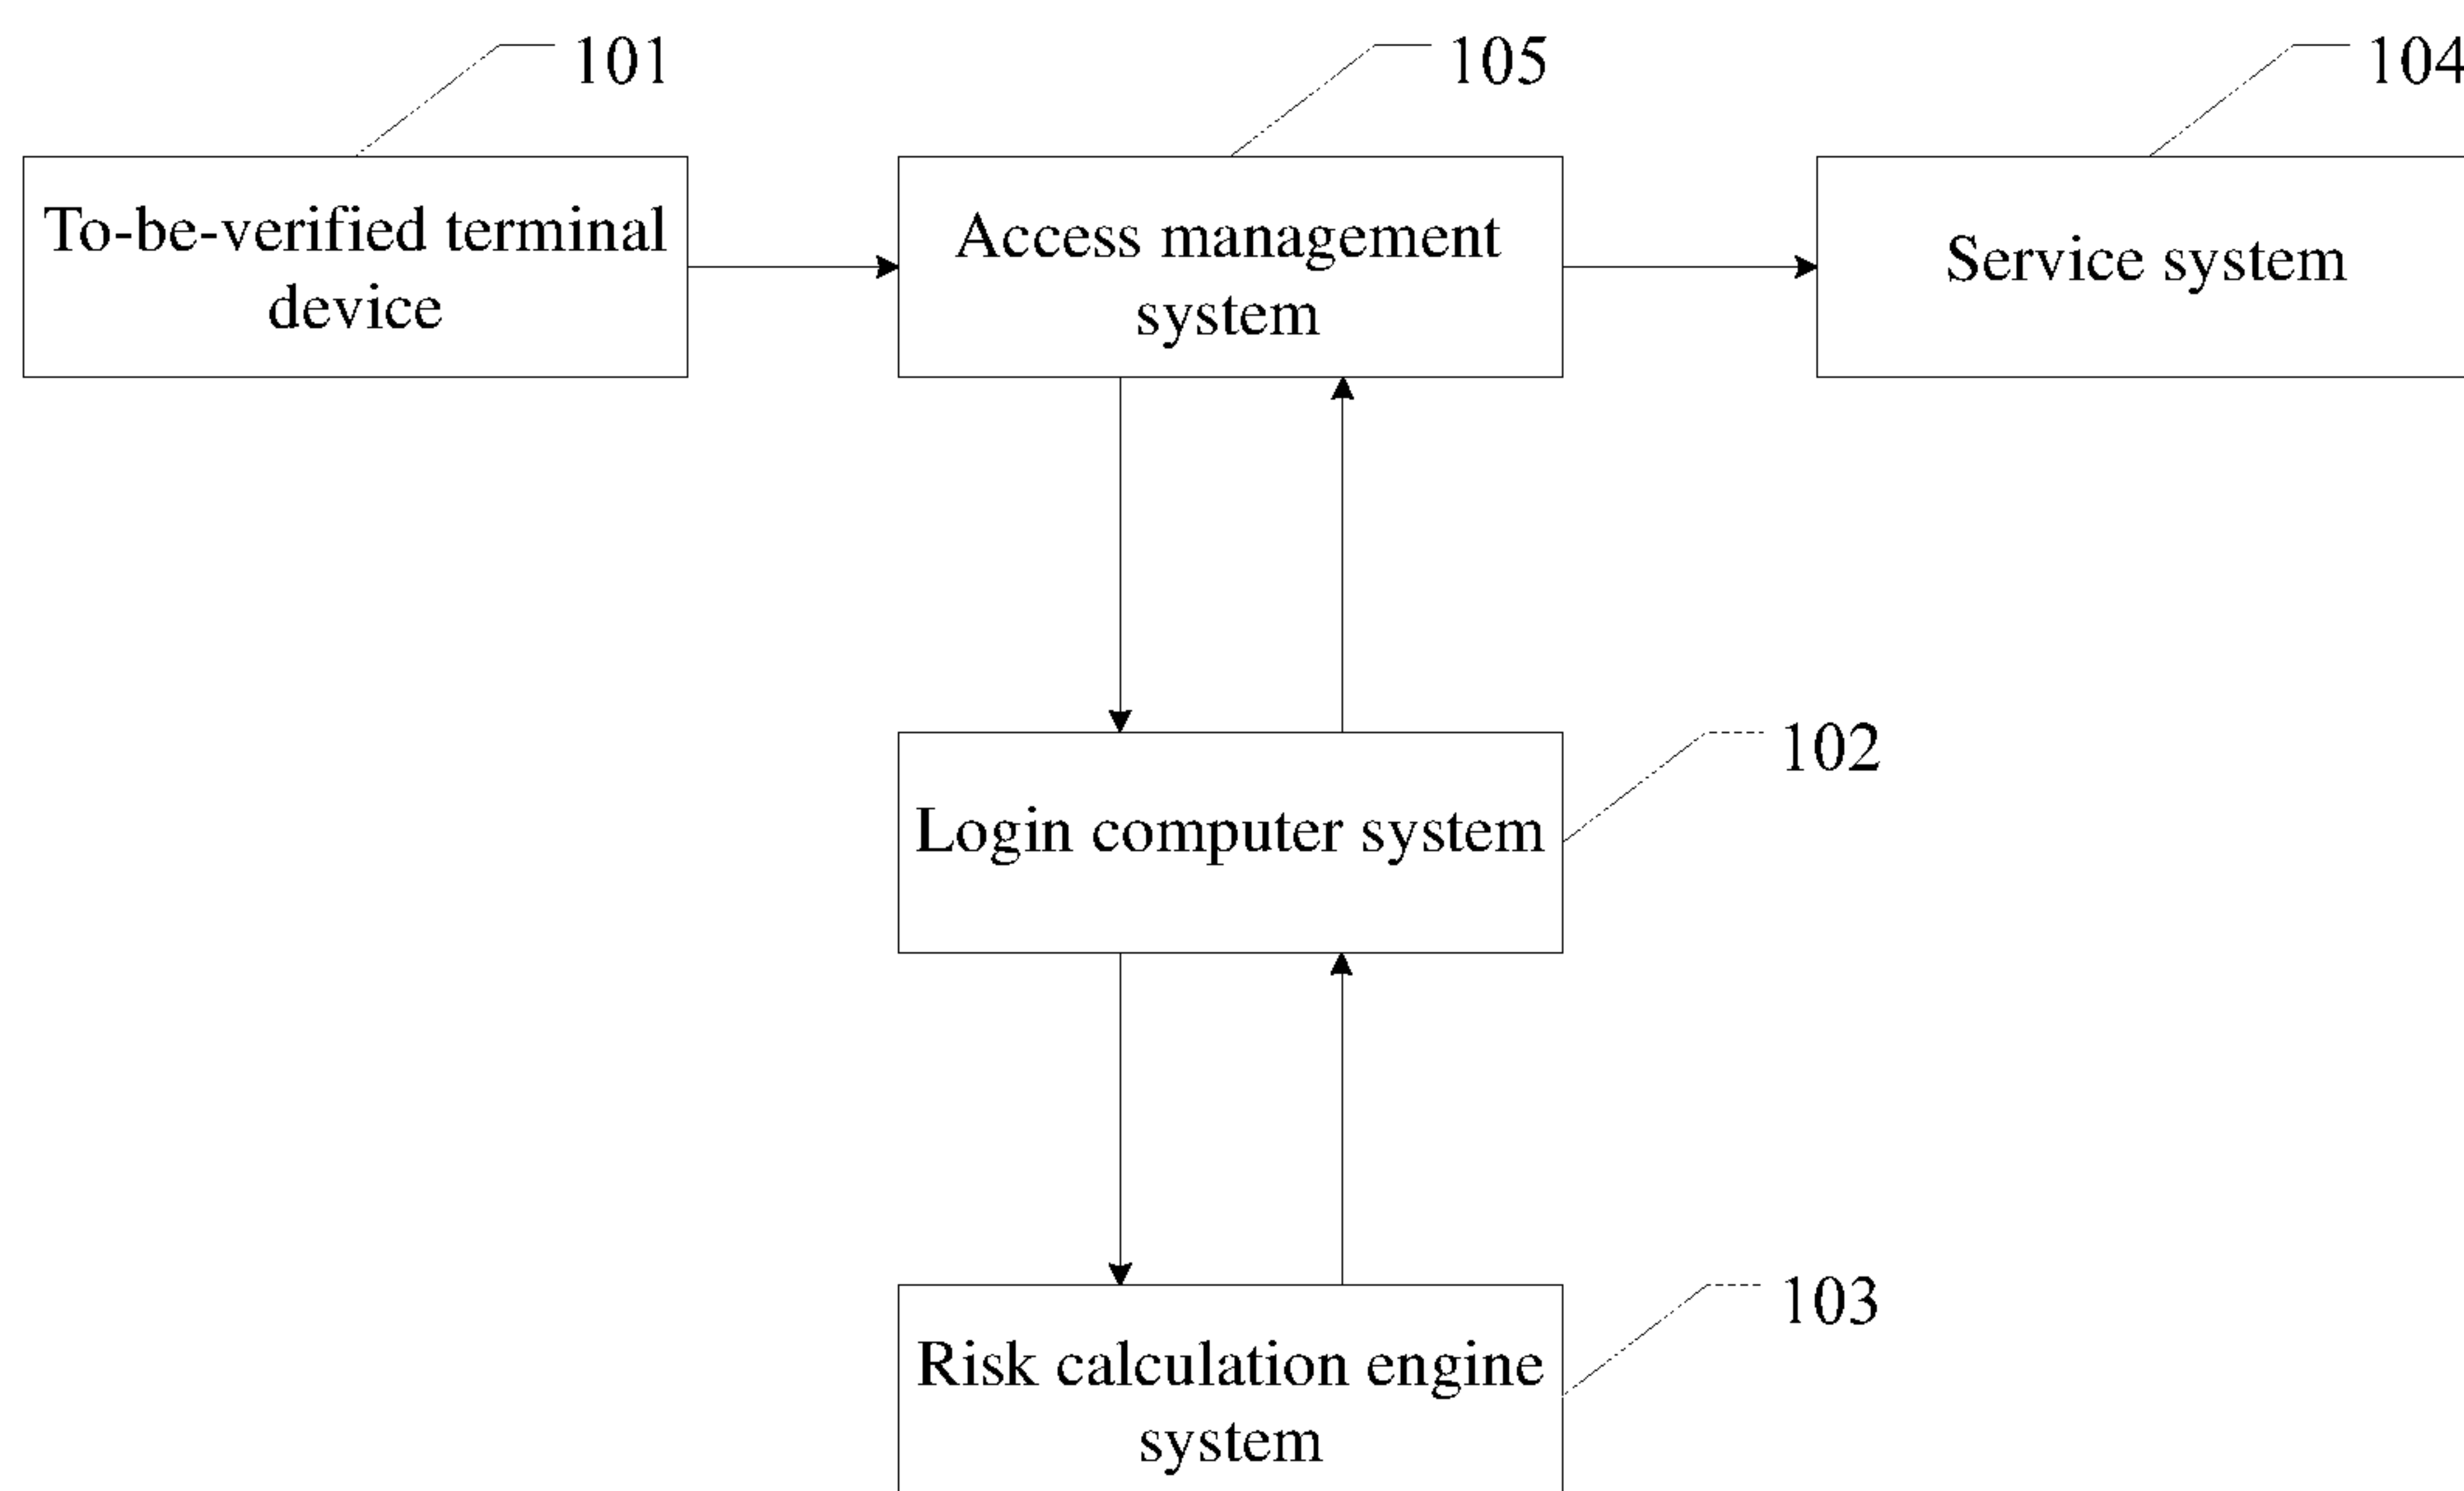 101
105
104
To-be-verified terminal
device
Access management
system
Service system
102
Login computer system
103
Risk calculation engine
system